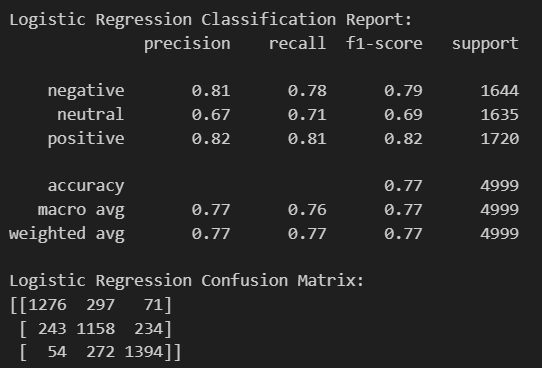 Logistic Regression Classification Report:
              precision    recall  f1-score   support

    negative       0.81      0.78      0.79      1644
     neutral       0.67      0.71      0.69      1635
    positive       0.82      0.81      0.82      1720

    accuracy                           0.77      4999
   macro avg       0.77      0.76      0.77      4999
weighted avg       0.77      0.77      0.77      4999

Logistic Regression Confusion Matrix:
[[1276  297   71]
 [ 243 1158  234]
 [  54  272 1394]]